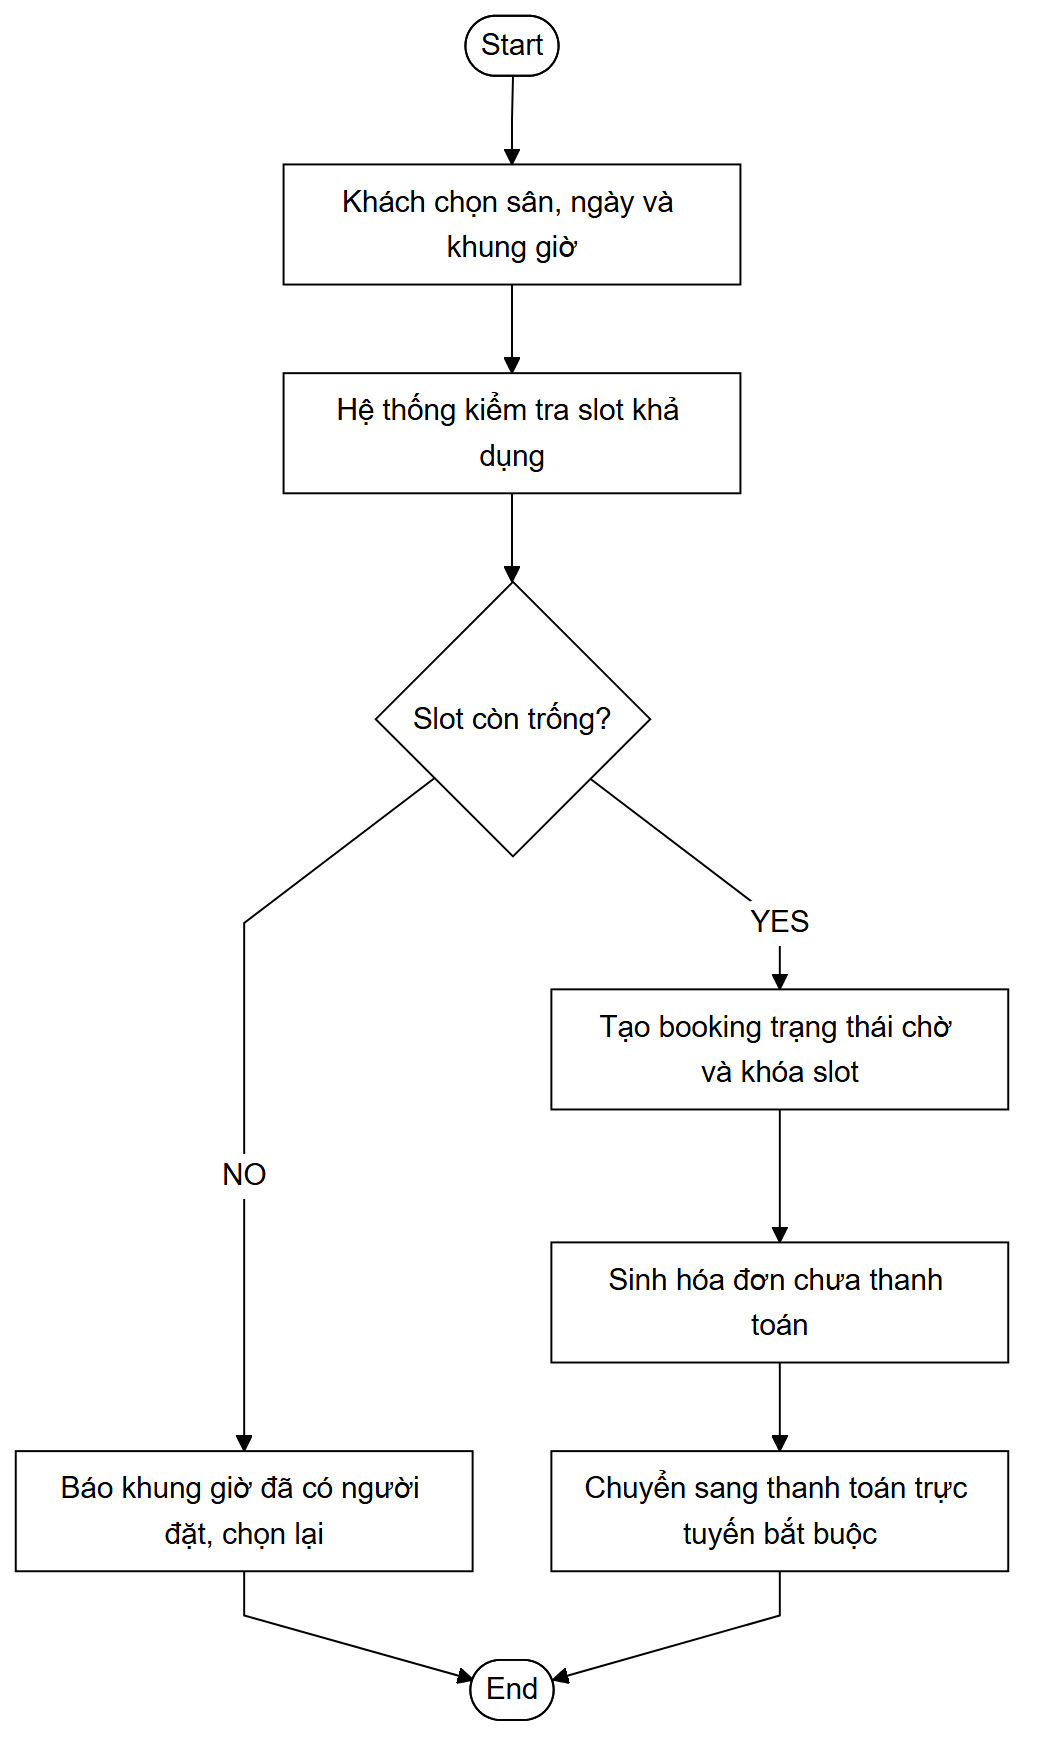 Start
Khách chọn sân, ngày và
khung giờ
Hệ thống kiểm tra slot khả
dụng
Slot còn trống?
YES
Tạo booking trạng thái chờ
và khóa slot
NO
Sinh hóa đơn chưa thanh
toán
Báo khung giờ đã có người
đặt, chọn lại
Chuyển sang thanh toán trực
tuyến bắt buộc
End